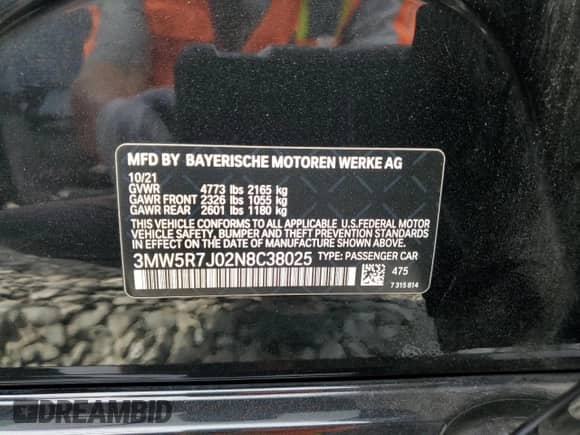 MFD BY BAYERISCHE MOTOREN WERKE AG
10/21
GVWR 4773 lbs 2165 kg
GAWR FRONT 2326 lbs 1055 kg
GAWR REAR 2601 lbs 1180 kg
THIS VEHICLE CONFORMS TO ALL APPLICABLE U.S.FEDERAL MOTOR
VEHICLE SAFETY, BUMPER, AND THEFT PREVENTION STANDARDS
IN EFFECT ON THE DATE OF MANUFACTURE SHOWN ABOVE.
3MW5R7J02N8C38025 TYPE: PASSENGER CAR
475
7 315 814
DREAMBID